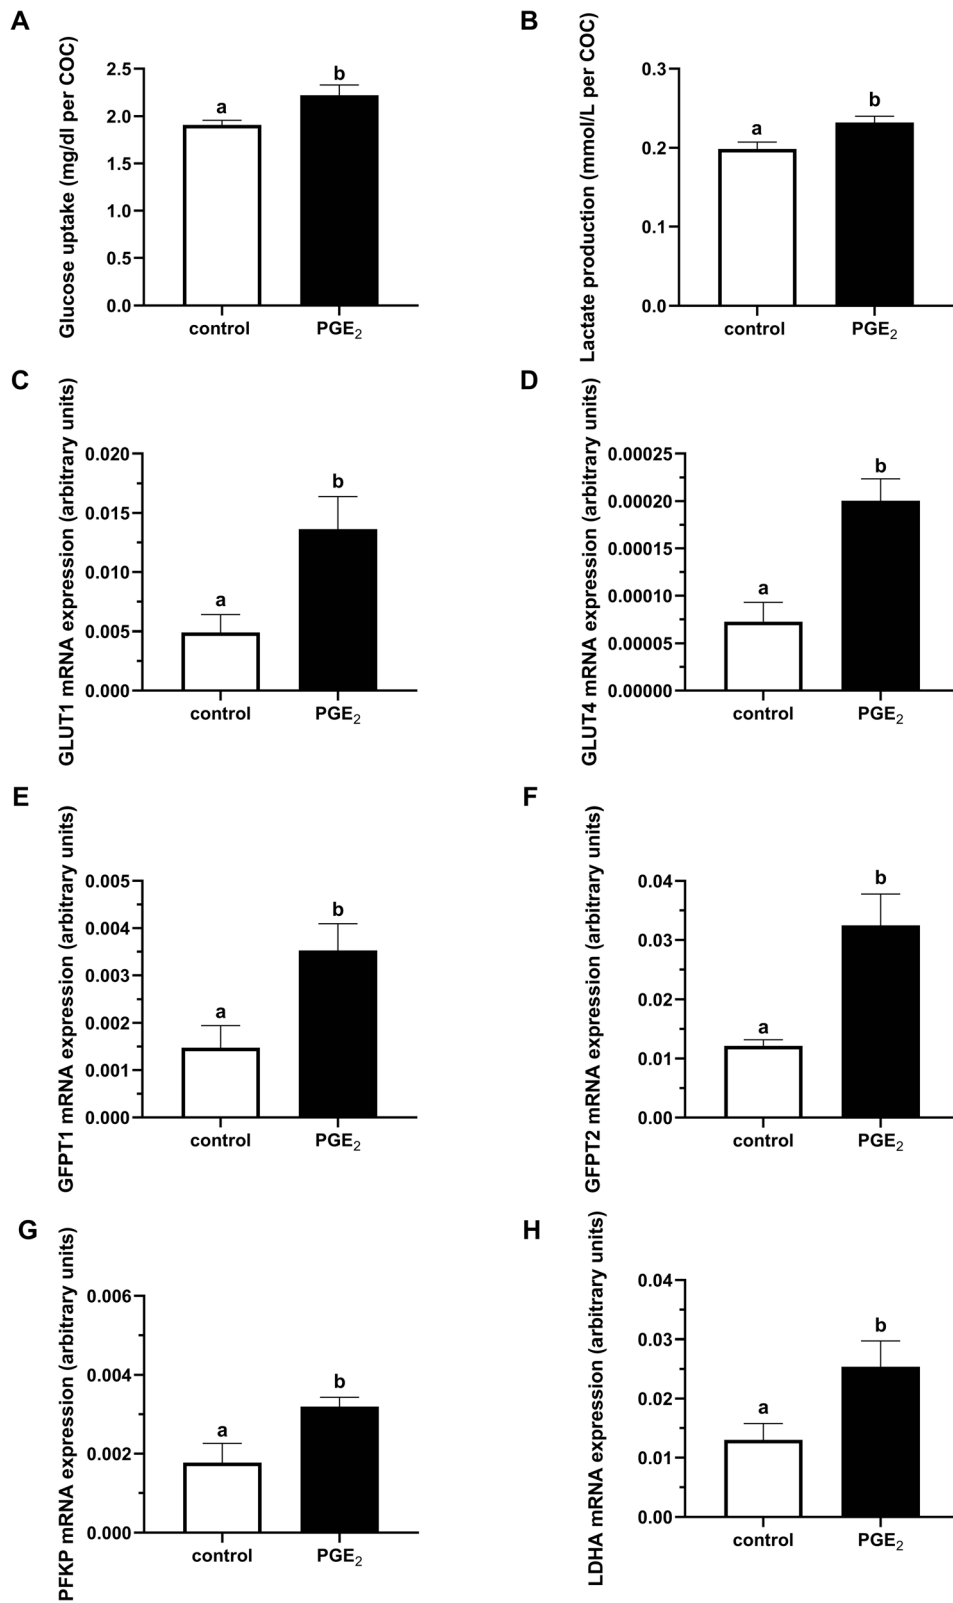 A
Glucose uptake (mg/dl per COC)
2.5
2.0
1.5
1.0
0.5
0.0
a
b
control
PGE₂
B
Lactate production (mmol/L per COC)
0.3
0.2
0.1
0.0
a
b
control
PGE₂
C
GLUT1 mRNA expression (arbitrary units)
0.020
0.015
0.010
0.005
0.000
a
b
control
PGE₂
D
GLUT4 mRNA expression (arbitrary units)
0.00025
0.00020
0.00015
0.00010
0.00005
0.00000
a
b
control
PGE₂
E
GFPT1 mRNA expression (arbitrary units)
0.005
0.004
0.003
0.002
0.001
0.000
a
b
control
PGE₂
F
GFPT2 mRNA expression (arbitrary units)
0.04
0.03
0.02
0.01
0.00
a
b
control
PGE₂
G
PFKP mRNA expression (arbitrary units)
0.006
0.004
0.002
0.000
a
b
control
PGE₂
H
LDHA mRNA expression (arbitrary units)
0.04
0.03
0.02
0.01
0.00
a
b
control
PGE₂